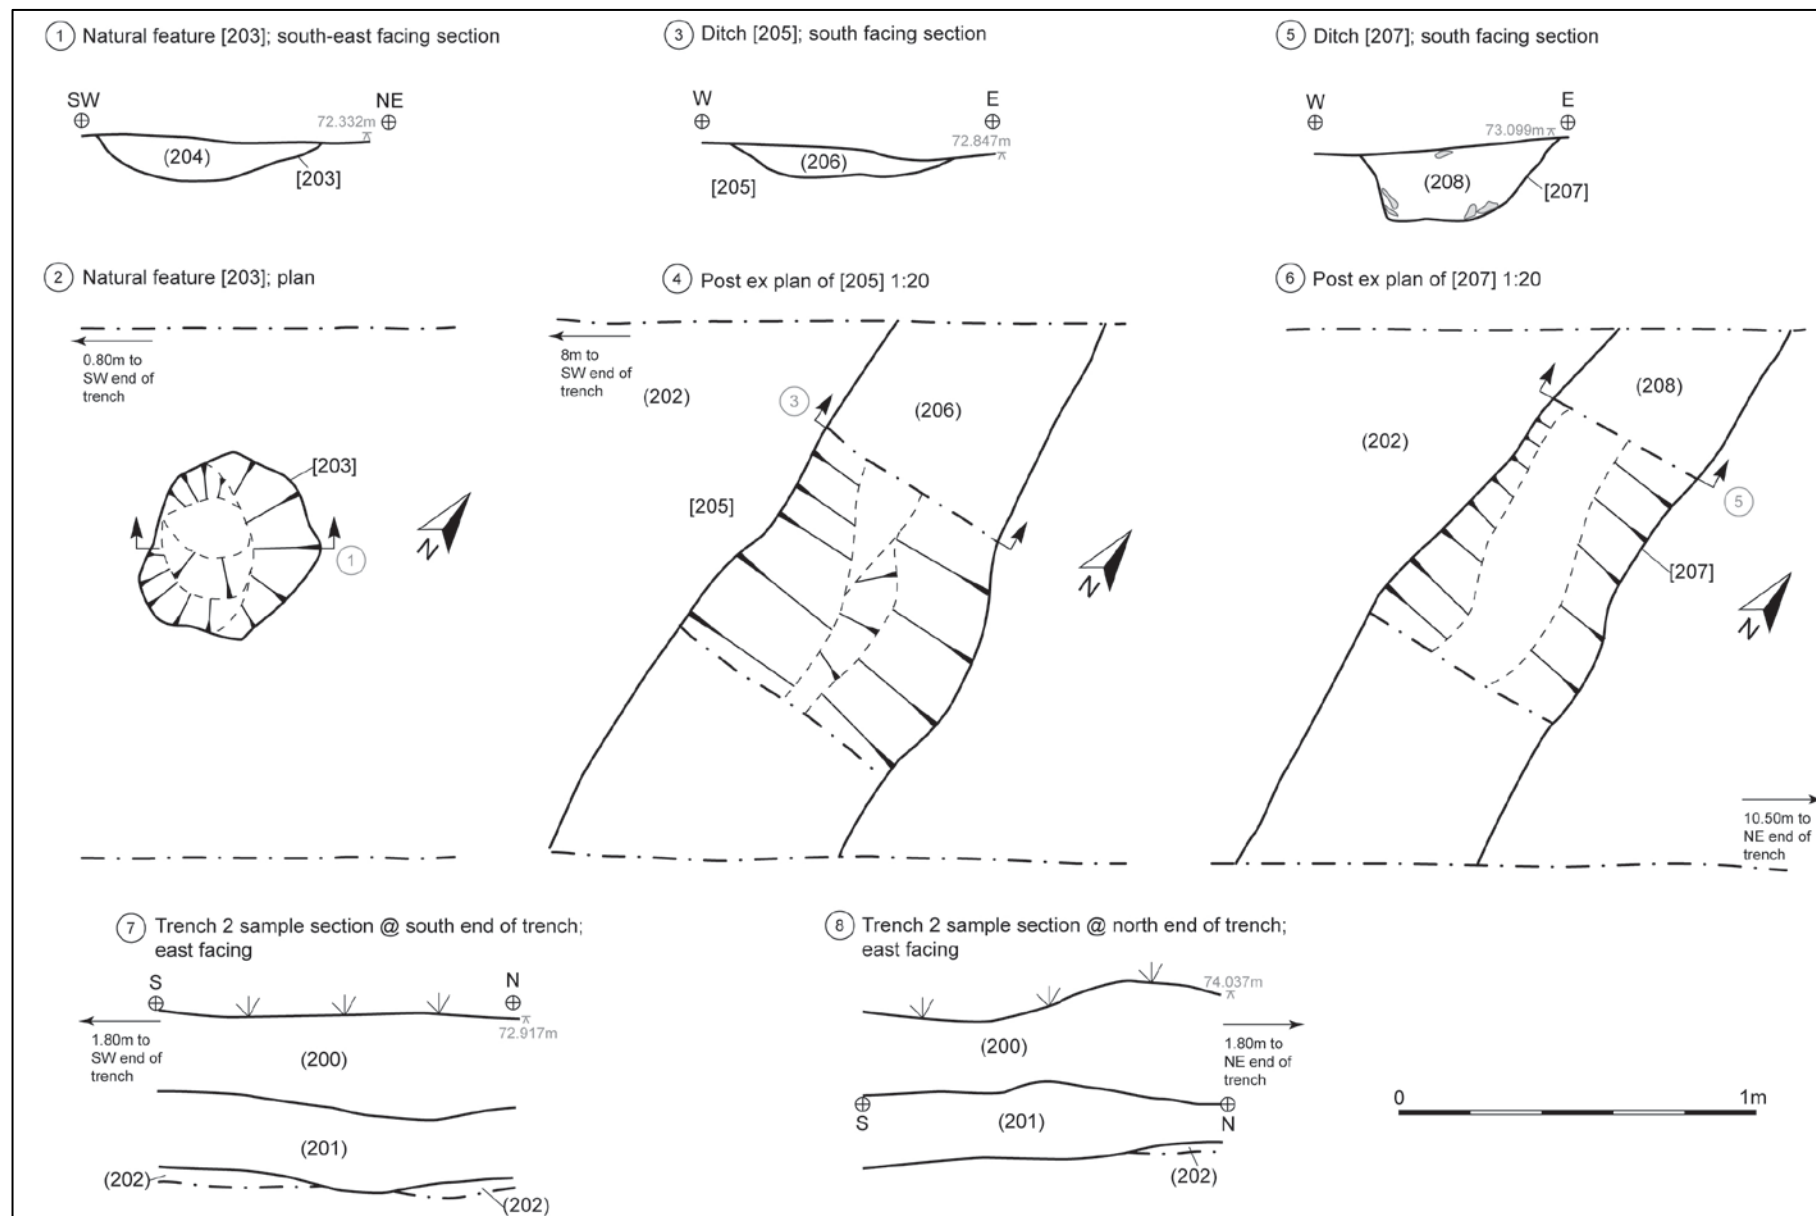 1 Natural feature [203]; south-east facing section
SW
NE
72.332m
(204)
[203]
3 Ditch [205]; south facing section
W
E
72.847m
(206)
[205]
5 Ditch [207]; south facing section
W
E
73.099m
(208)
[207]
2 Natural feature [203]; plan
0.80m to
SW end of
trench
[203]
1
N
4 Post ex plan of [205] 1:20
8m to
SW end of
trench
(202)
3
(206)
[205]
N
6 Post ex plan of [207] 1:20
(208)
(202)
5
[207]
N
10.50m to
NE end of
trench
7 Trench 2 sample section @ south end of trench;
east facing
S
N
72.917m
1.80m to
SW end of
trench
(200)
(201)
(202)
(202)
8 Trench 2 sample section @ north end of trench;
east facing
74.037m
(200)
1.80m to
NE end of
trench
S
N
(201)
(202)
0
1m